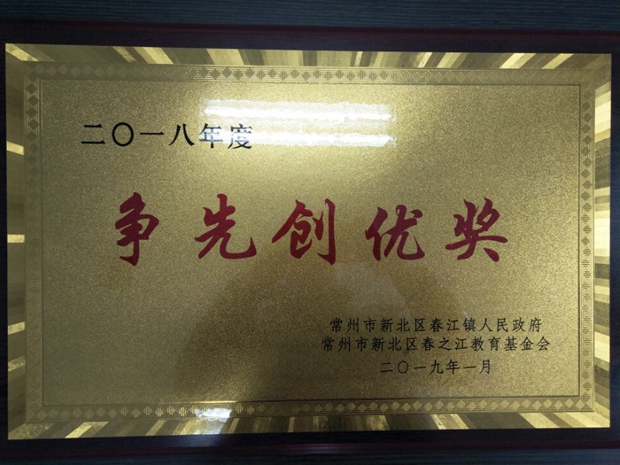 二〇一八年度
争先创优奖
常州市新北区春江镇人民政府
常州市新北区春之江教育基金会
二〇一九年一月